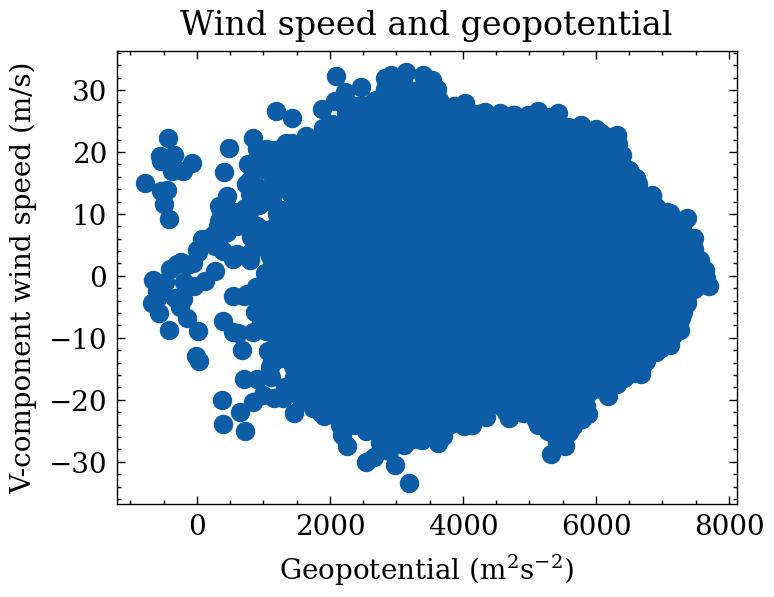 Wind speed and geopotential
V-component wind speed (m/s)
30
20
10
0
−10
−20
−30
0 2000 4000 6000 8000
Geopotential (m²s⁻²)